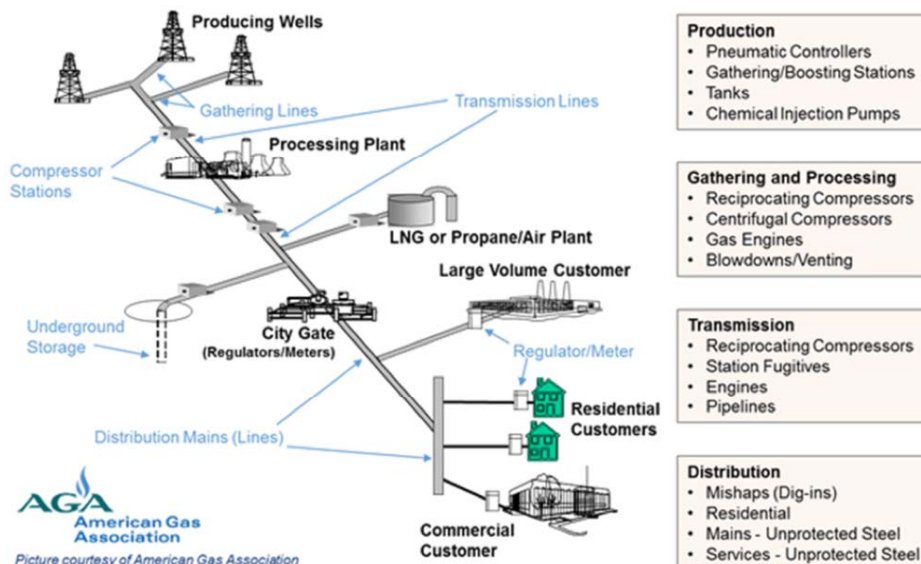 Producing Wells
Gathering Lines
Transmission Lines
Processing Plant
Compressor
Stations
LNG or Propane/Air Plant
Large Volume Customer
Underground
Storage
City Gate
(Regulators/Meters)
Regulator/Meter
Residential
Customers
Distribution Mains (Lines)
Commercial
Customer
AGA
American Gas
Association
Picture courtesy of American Gas Association
Production
• Pneumatic Controllers
• Gathering/Boosting Stations
• Tanks
• Chemical Injection Pumps
Gathering and Processing
• Reciprocating Compressors
• Centrifugal Compressors
• Gas Engines
• Blowdowns/Venting
Transmission
• Reciprocating Compressors
• Station Fugitives
• Engines
• Pipelines
Distribution
• Mishaps (Dig-ins)
• Residential
• Mains - Unprotected Steel
• Services - Unprotected Steel